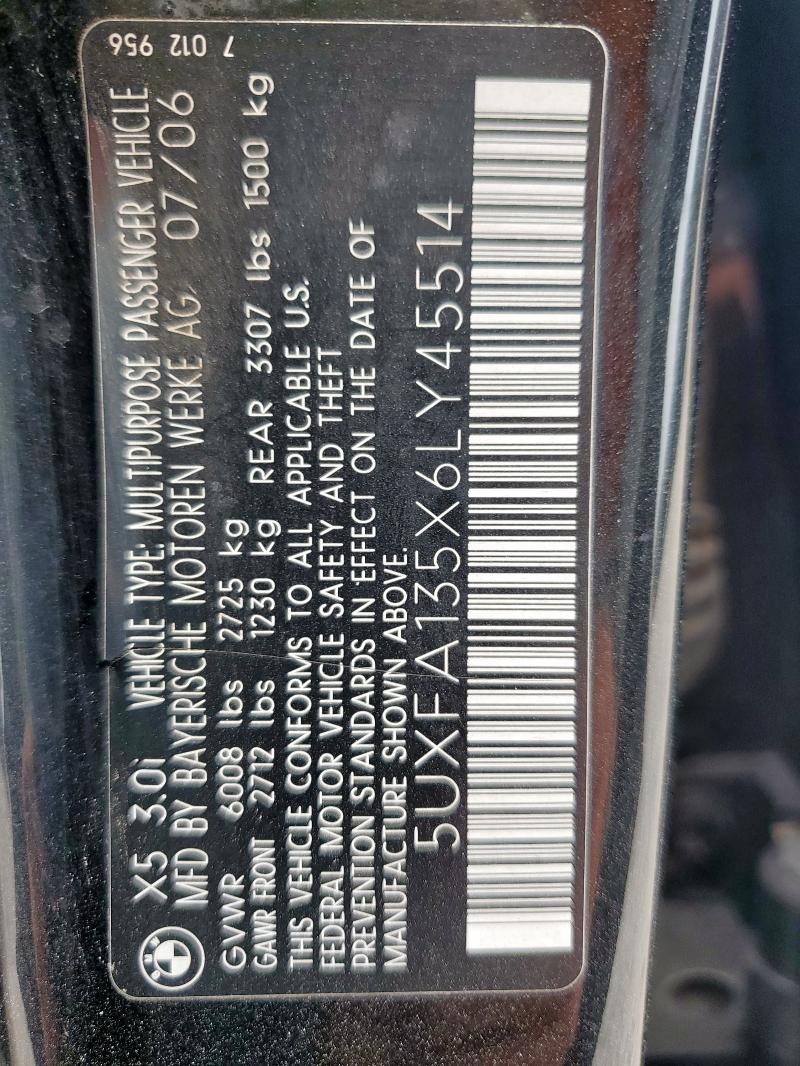 7 012 956
X5 3.0i VEHICLE TYPE: MULTIPURPOSE PASSENGER VEHICLE
MFD BY BAYERISCHE MOTOREN WERKE AG. 07/06
GVWR 6008 lbs 2725 kg
GAWR FRONT 2712 lbs 1230 kg REAR 3307 lbs 1500 kg
THIS VEHICLE CONFORMS TO ALL APPLICABLE U.S.
FEDERAL MOTOR VEHICLE SAFETY AND THEFT
PREVENTION STANDARDS IN EFFECT ON THE DATE OF
MANUFACTURE SHOWN ABOVE.
5UXFA135X6LY45514